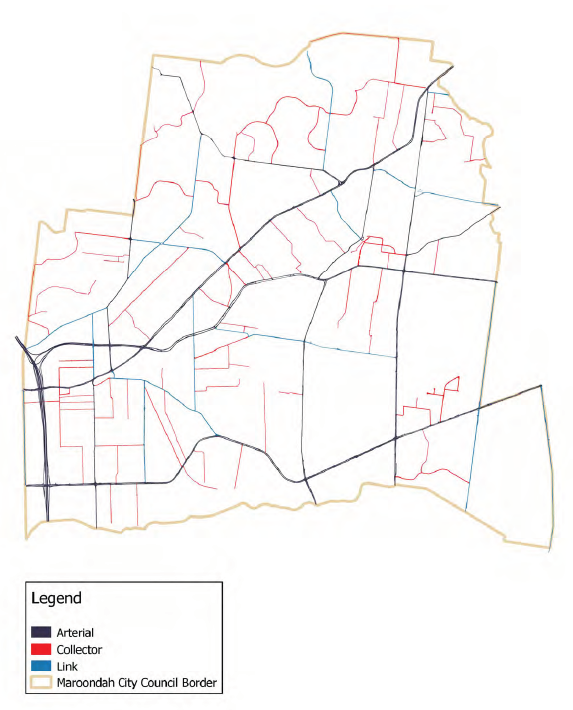 Legend
Arterial
Collector
Link
Maroondah City Council Border